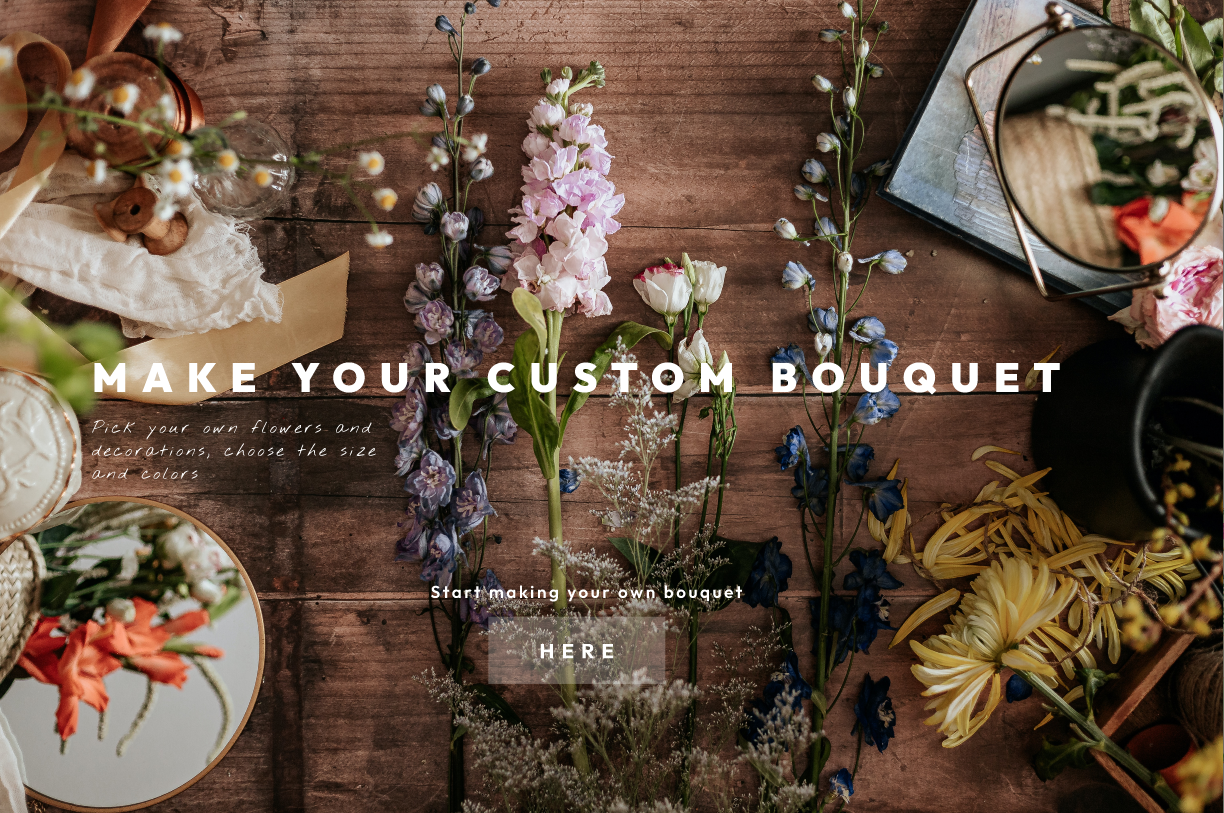 MAKE YOUR CUSTOM BOUQUET
Pick your own flowers and
decorations, choose the size
and colors
Start making your own bouquet
HERE